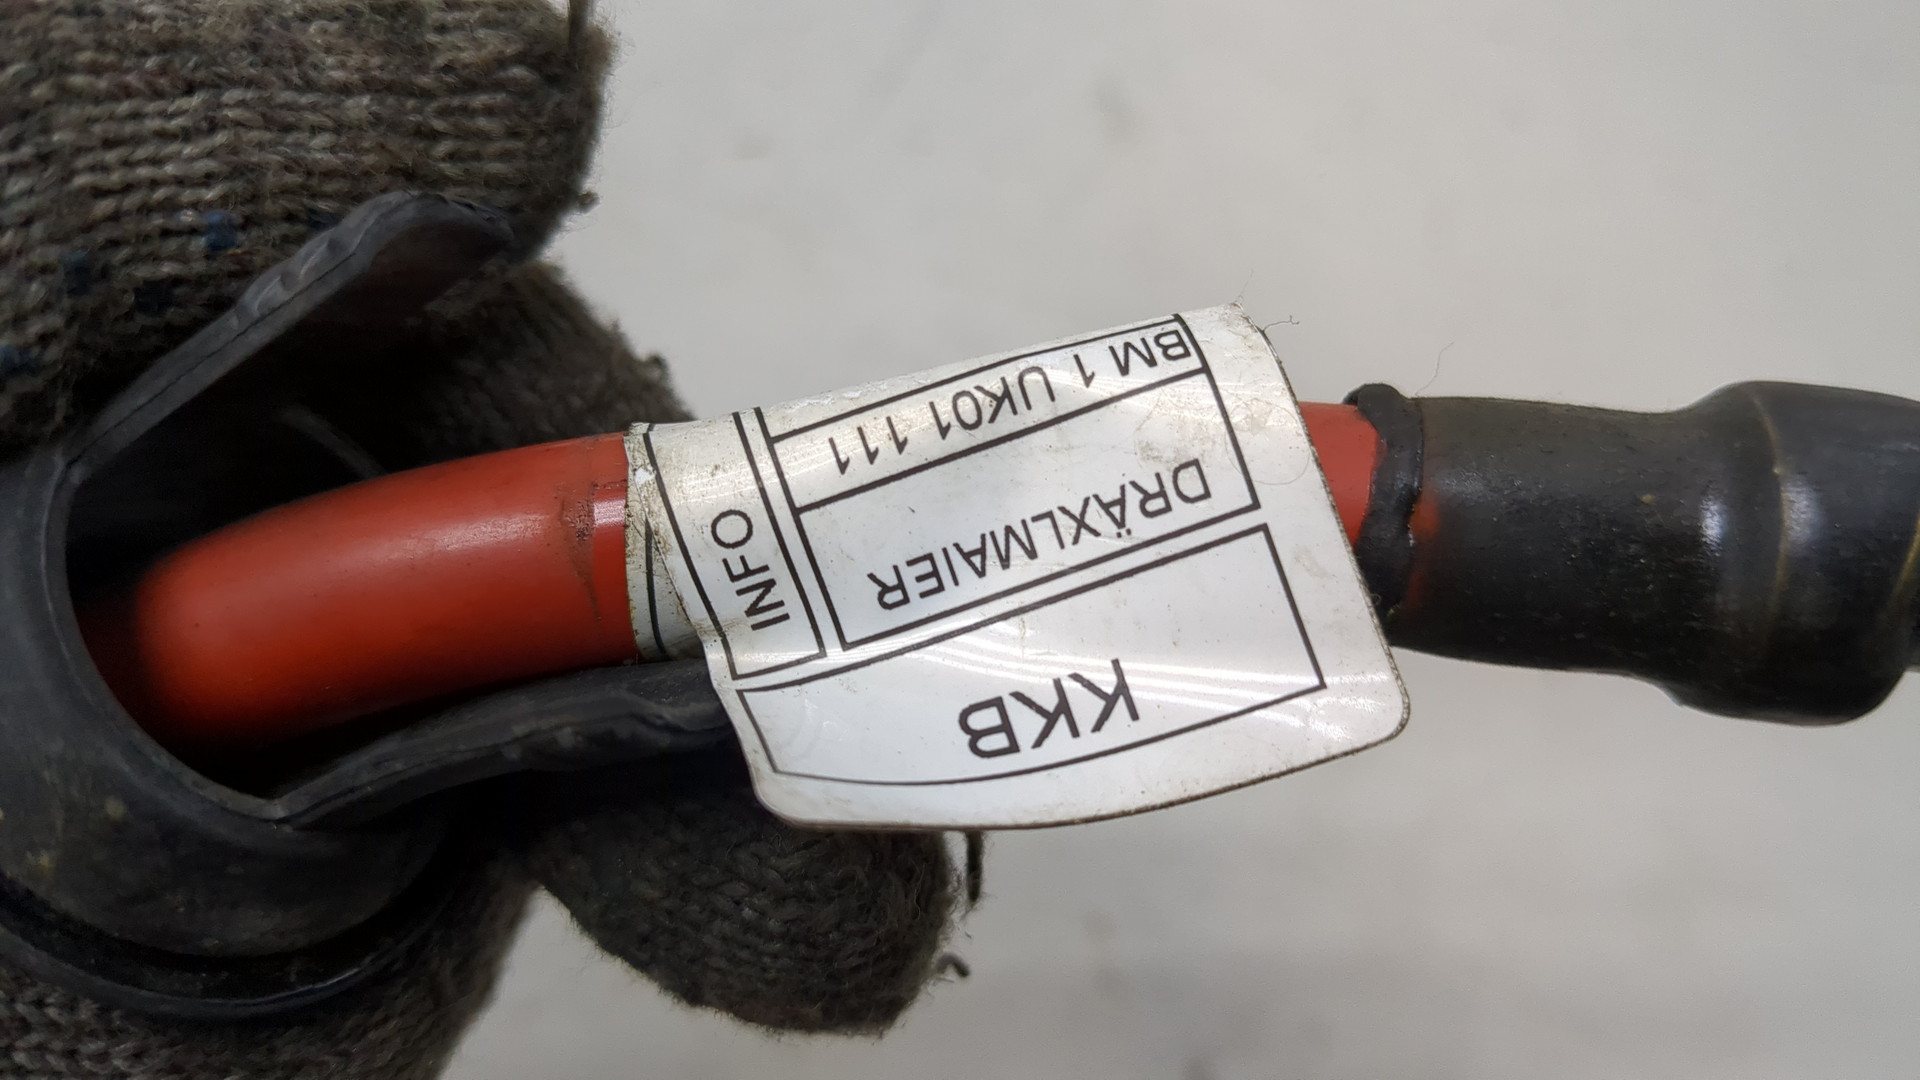 KKB
DRÄXLMAIER
BM 1 UK01 111
INFO